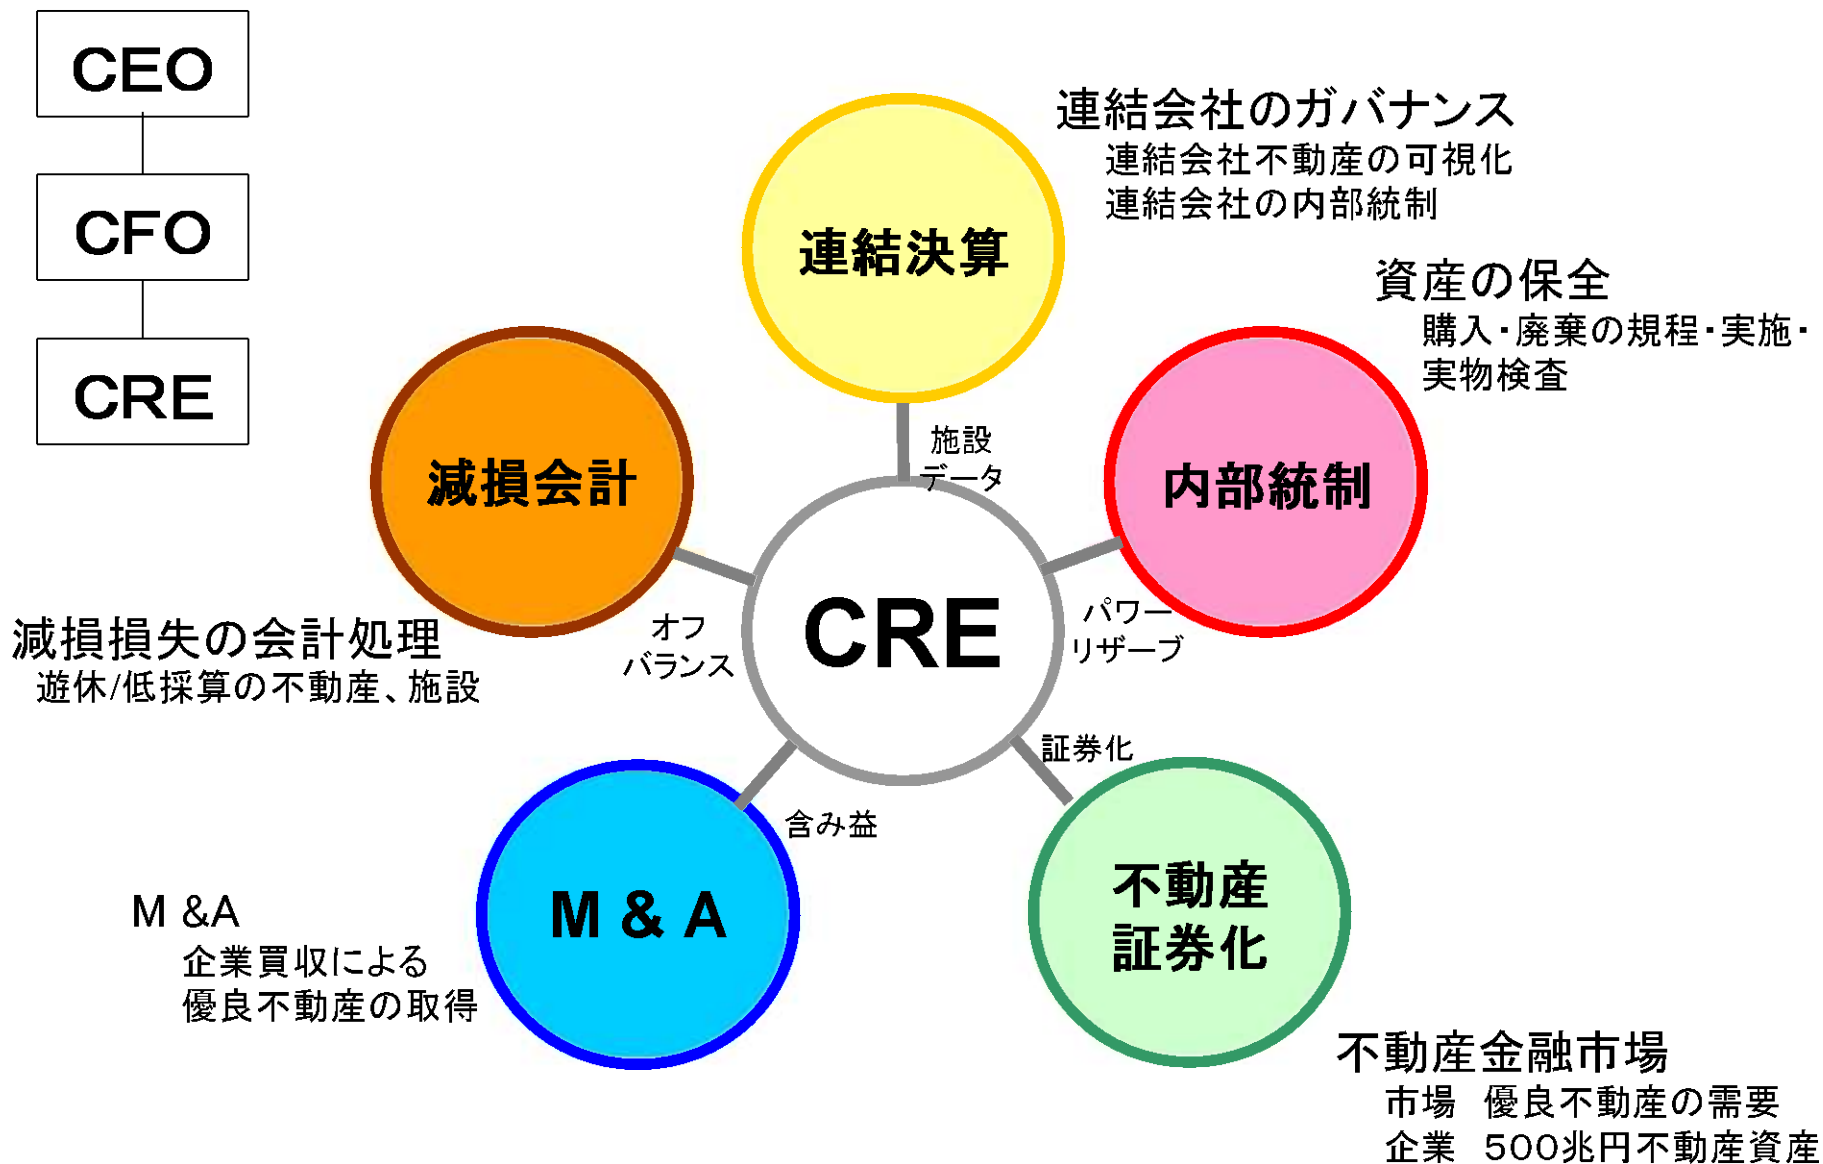 CEO
CFO
CRE
連結決算
連結会社のガバナンス
連結会社不動産の可視化
連結会社の内部統制
資産の保全
購入・廃棄の規程・実施・
実物検査
内部統制
減損会計
施設
データ
CRE
パワー
リザーブ
オフ
バランス
減損損失の会計処理
遊休/低採算の不動産、施設
証券化
含み益
M & A
M &A
企業買収による
優良不動産の取得
不動産
証券化
不動産金融市場
市場　優良不動産の需要
企業　500兆円不動産資産